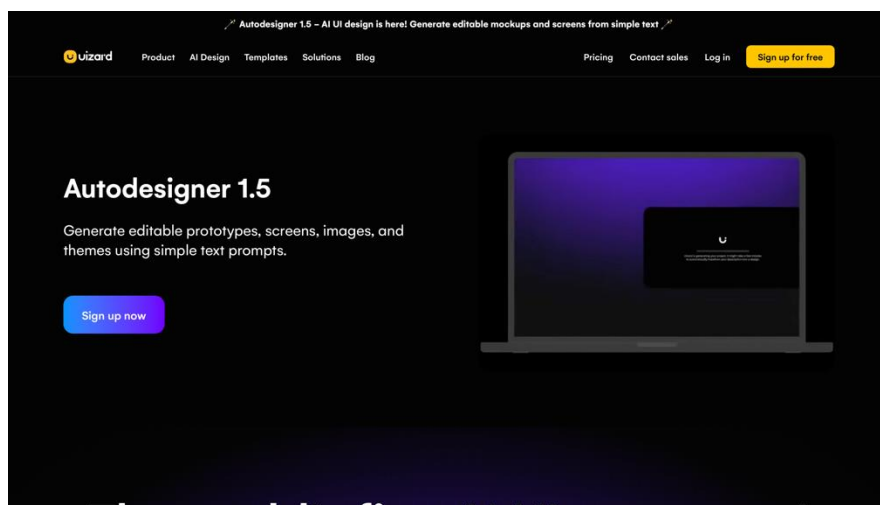 Autodesigner 1.5 – AI UI design is here! Generate editable mockups and screens from simple text
uizard Product AI Design Templates Solutions Blog Pricing Contact sales Log in Sign up for free
Autodesigner 1.5
Generate editable prototypes, screens, images, and
themes using simple text prompts.
Sign up now